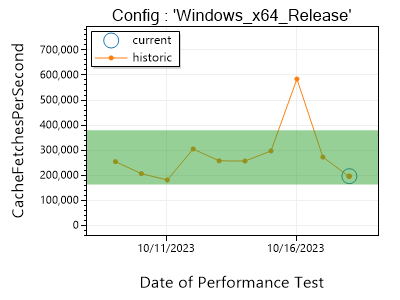 Config : 'Windows_x64_Release'
current
historic
CacheFetchesPerSecond
700,000
600,000
500,000
400,000
300,000
200,000
100,000
0
10/11/2023
10/16/2023
Date of Performance Test